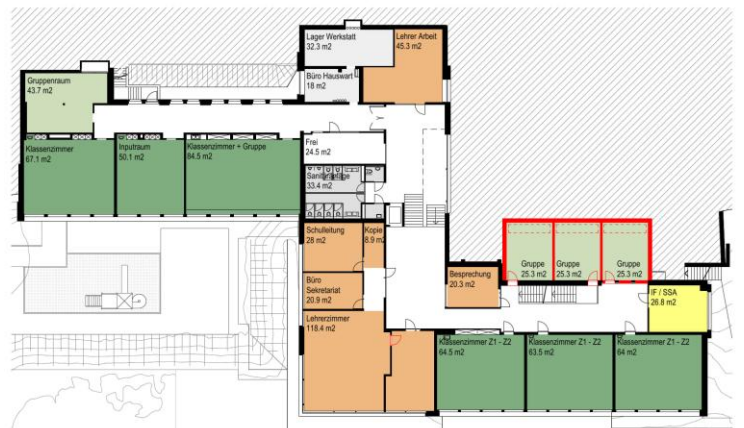 Lager Werkstatt
32.3 m2
Lehrer Arbeit
45.3 m2
Gruppenraum
43.7 m2
Büro Hauswart
18 m2
Klassenzimmer
67.1 m2
Inputraum
50.1 m2
Klassenzimmer + Gruppe
84.5 m2
Frei
24.5 m2
Sanitäranlage
33.4 m2
Schulleitung
28 m2
Kopie
8.9 m2
Büro
Sekretariat
20.9 m2
Besprechung
20.3 m2
Gruppe
25.3 m2
Gruppe
25.3 m2
Gruppe
25.3 m2
IF / SSA
26.8 m2
Lehrerzimmer
118.4 m2
Klassenzimmer Z1 - Z2
64.5 m2
Klassenzimmer Z1 - Z2
63.5 m2
Klassenzimmer Z1 - Z2
64 m2